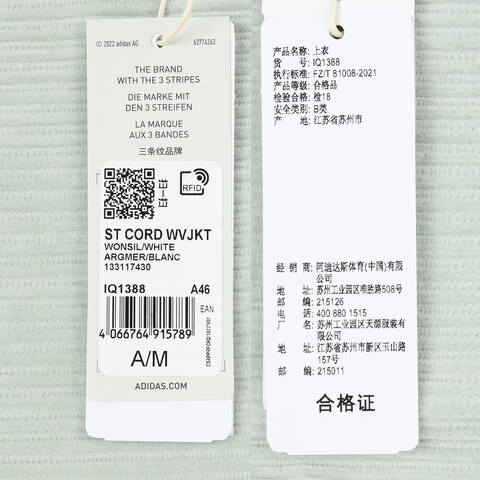 © 2022 adidas AG 62774263
THE BRAND
WITH THE 3 STRIPES
DIE MARKE MIT
DEN 3 STREIFEN
LA MARQUE
AUX 3 BANDES
三条纹品牌
RFID
ST CORD WVJKT
WONSIL/WHITE
ARGMER/BLANC
133117430
IQ1388 A46
EAN
4 066764 915789
A/M
ADIDAS.COM
产品名称: 上衣
货 号: IQ1388
执行标准: FZ/T 81008-2021
产品等级: 合格品
检验合格: 检18
安全类别: B类
产 地: 江苏省苏州市
经 销 商: 阿迪达斯体育(中国)有限
公司
地 址: 苏州工业园区唯胜路508号
邮 编: 215126
电 话: 400 880 1515
厂 名: 苏州工业园区天源服装有
限公司
地 址: 江苏省苏州市新区玉山路
157号
邮 编: 215011
合格证